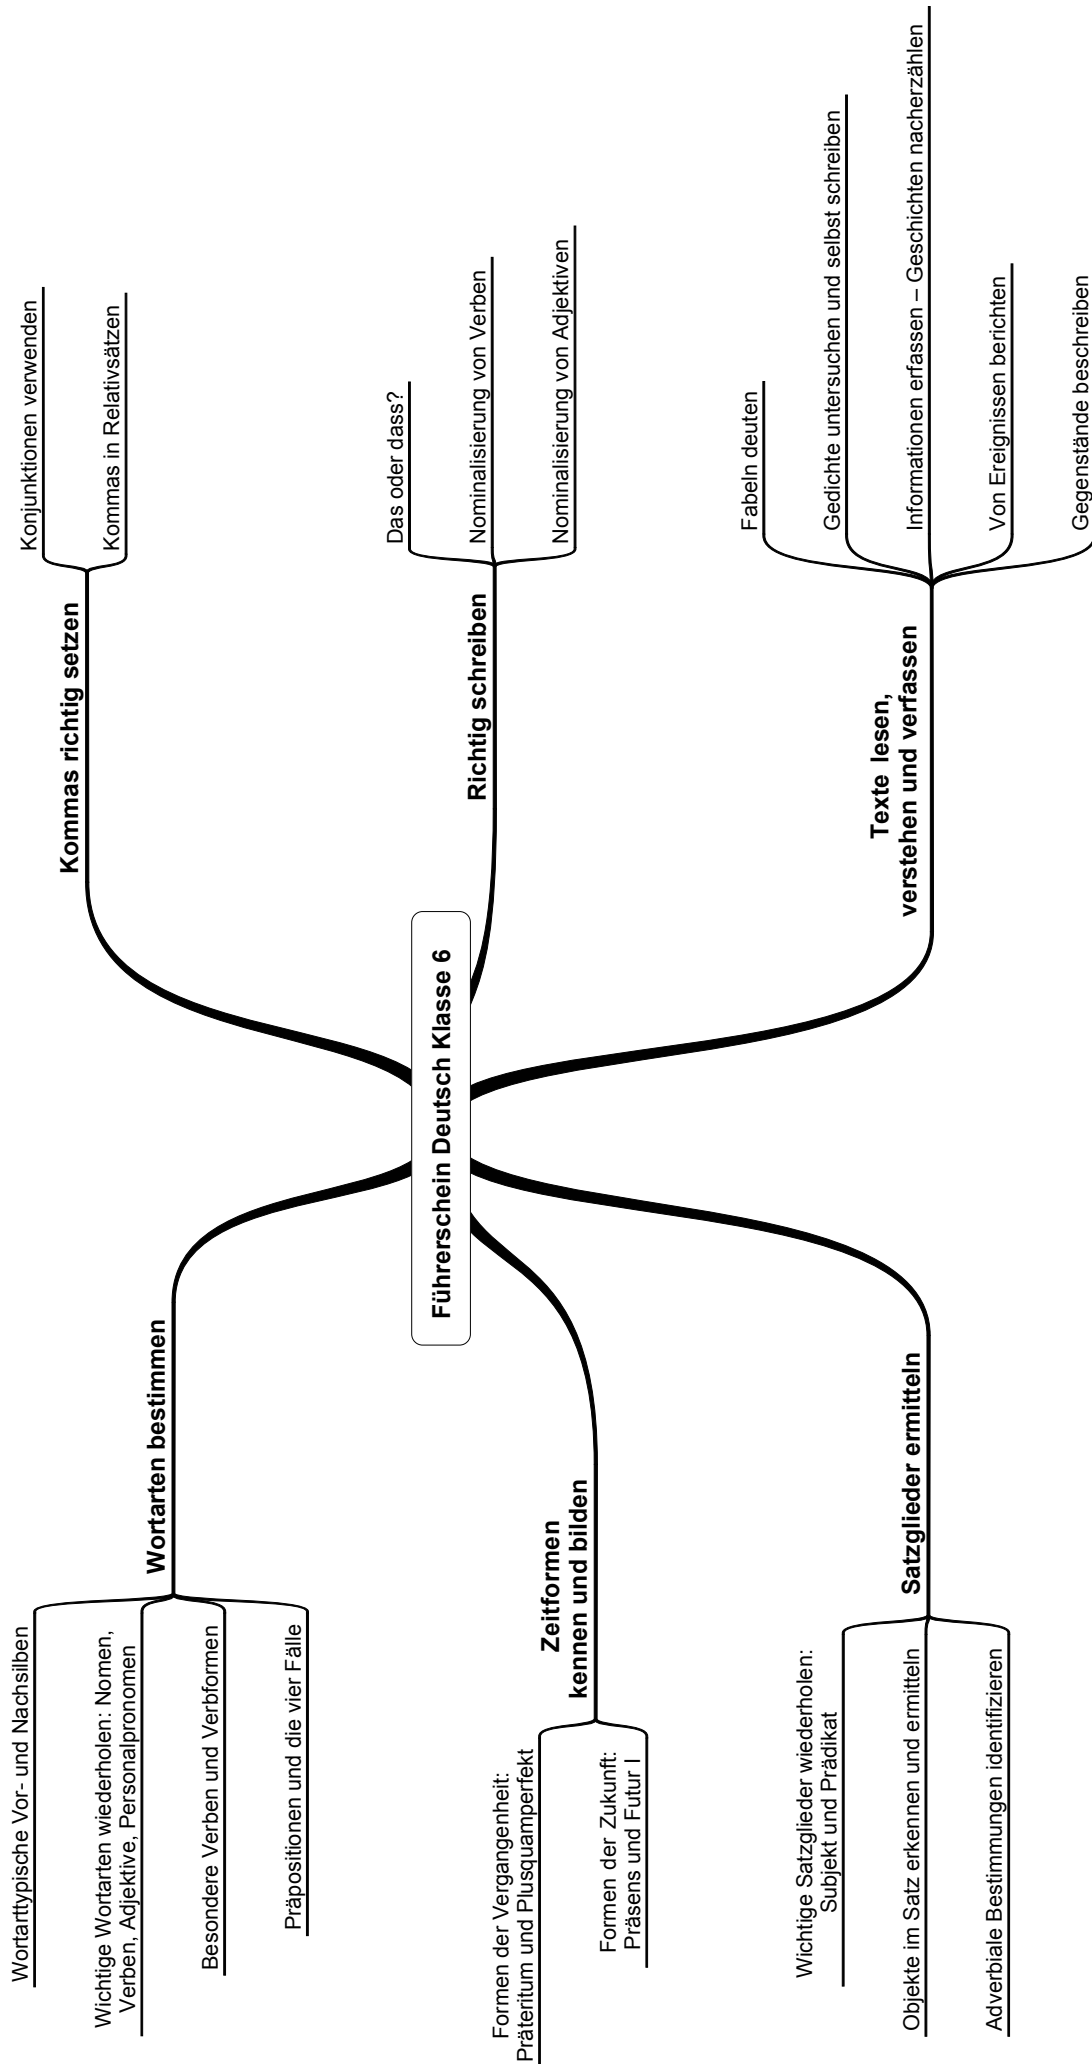 Führerschein Deutsch Klasse 6
Wortarten bestimmen
Wortarttypische Vor- und Nachsilben
Wichtige Wortarten wiederholen: Nomen,
Verben, Adjektive, Personalpronomen
Besondere Verben und Verbformen
Präpositionen und die vier Fälle
Zeitformen
kennen und bilden
Formen der Vergangenheit:
Präteritum und Plusquamperfekt
Formen der Zukunft:
Präsens und Futur I
Satzglieder ermitteln
Wichtige Satzglieder wiederholen:
Subjekt und Prädikat
Objekte im Satz erkennen und ermitteln
Adverbiale Bestimmungen identifizieren
Kommas richtig setzen
Konjunktionen verwenden
Kommas in Relativsätzen
Richtig schreiben
Das oder dass?
Nominalisierung von Verben
Nominalisierung von Adjektiven
Texte lesen,
verstehen und verfassen
Fabeln deuten
Gedichte untersuchen und selbst schreiben
Informationen erfassen – Geschichten nacherzählen
Von Ereignissen berichten
Gegenstände beschreiben